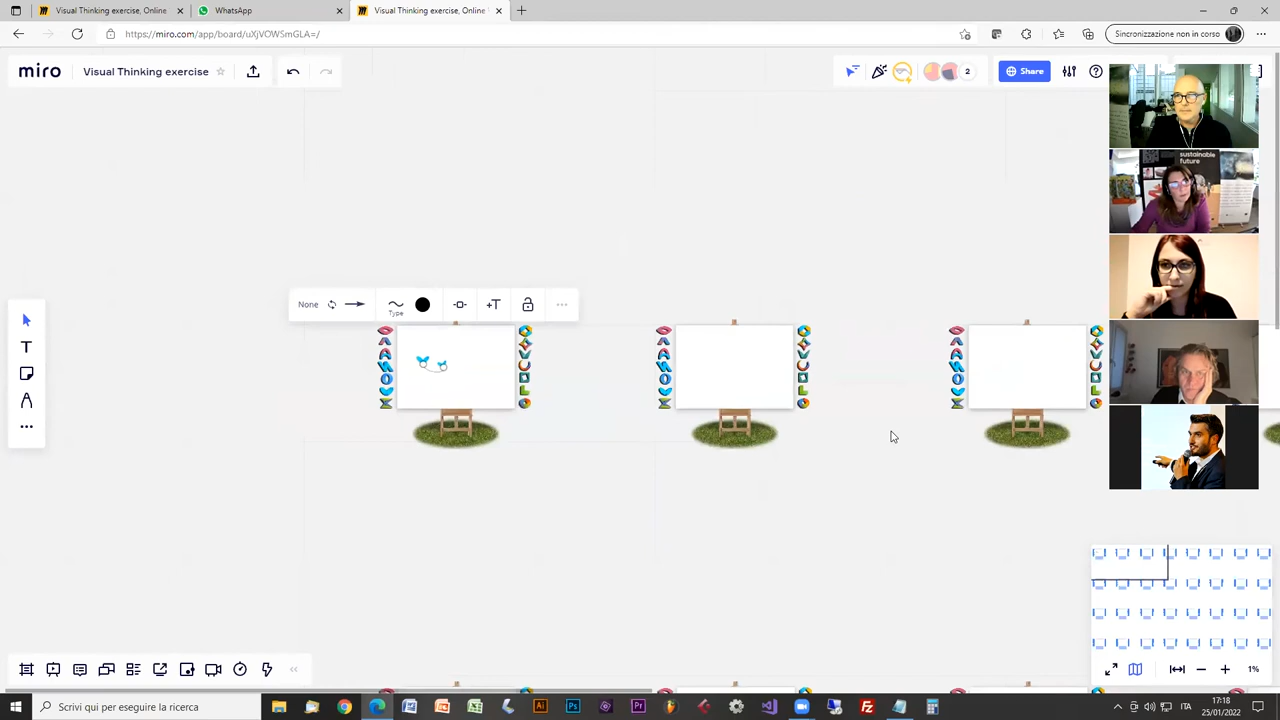 Visual Thinking exercise, Online
WhatsApp
Visual Thinking exercise, Online
https://miro.com/app/board/uXjVOWSmGLA=/
Sincronizzazione non in corso
miro
Visual Thinking exercise
2
Share
sustainable
future
None
Type
+T
T
1%
Scrivi qui per eseguire la ricerca
ITA
17:18
25/01/2022